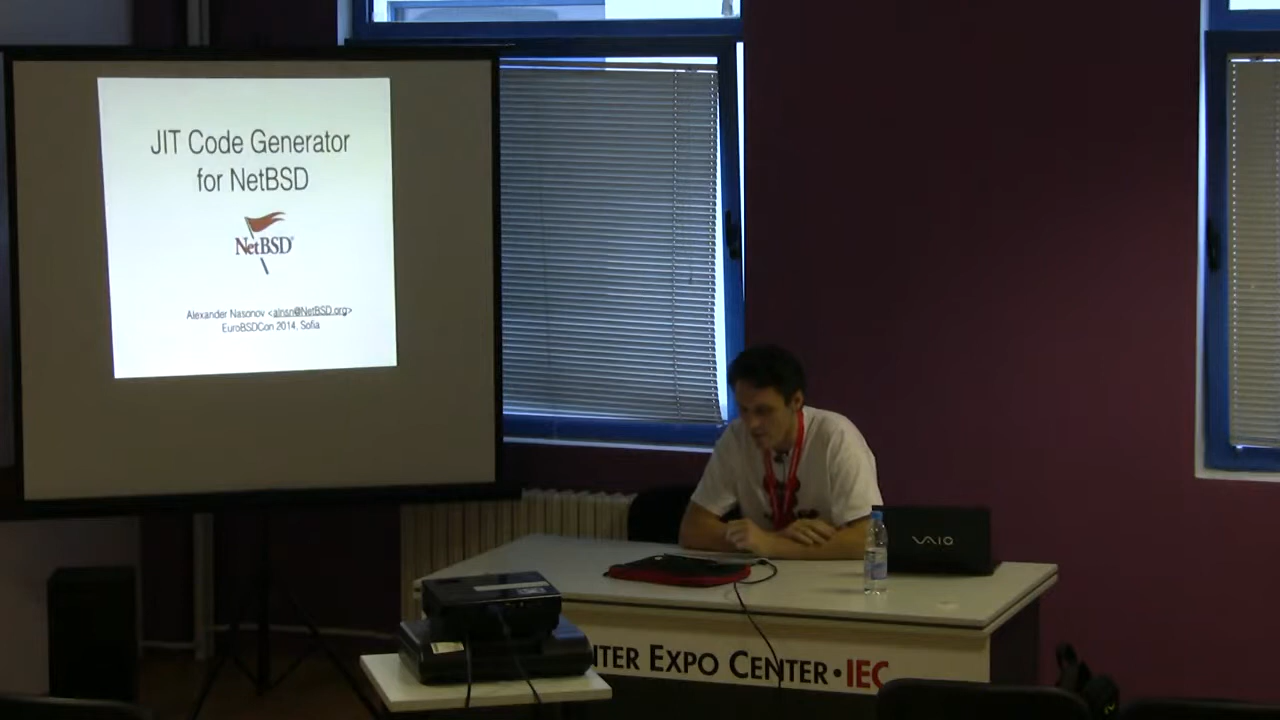 JIT Code Generator
for NetBSD
NetBSD
Alexander Nasonov <alnsn@NetBSD.org>
EuroBSDCon 2014, Sofia
VAIO
NTER EXPO CENTER · IEC